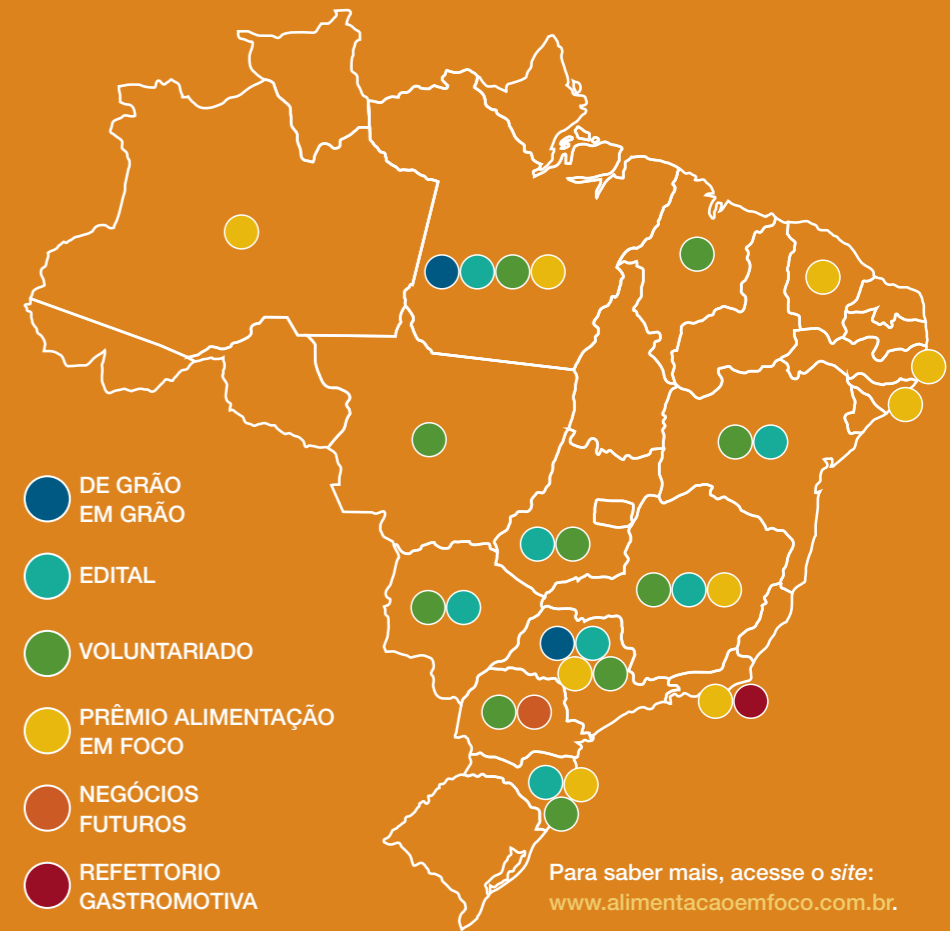 DE GRÃO
EM GRÃO
EDITAL
VOLUNTARIADO
PRÊMIO ALIMENTAÇÃO
EM FOCO
NEGÓCIOS
FUTUROS
REFETTORIO
GASTROMOTIVA
Para saber mais, acesse o site:
www.alimentacaoemfoco.com.br.